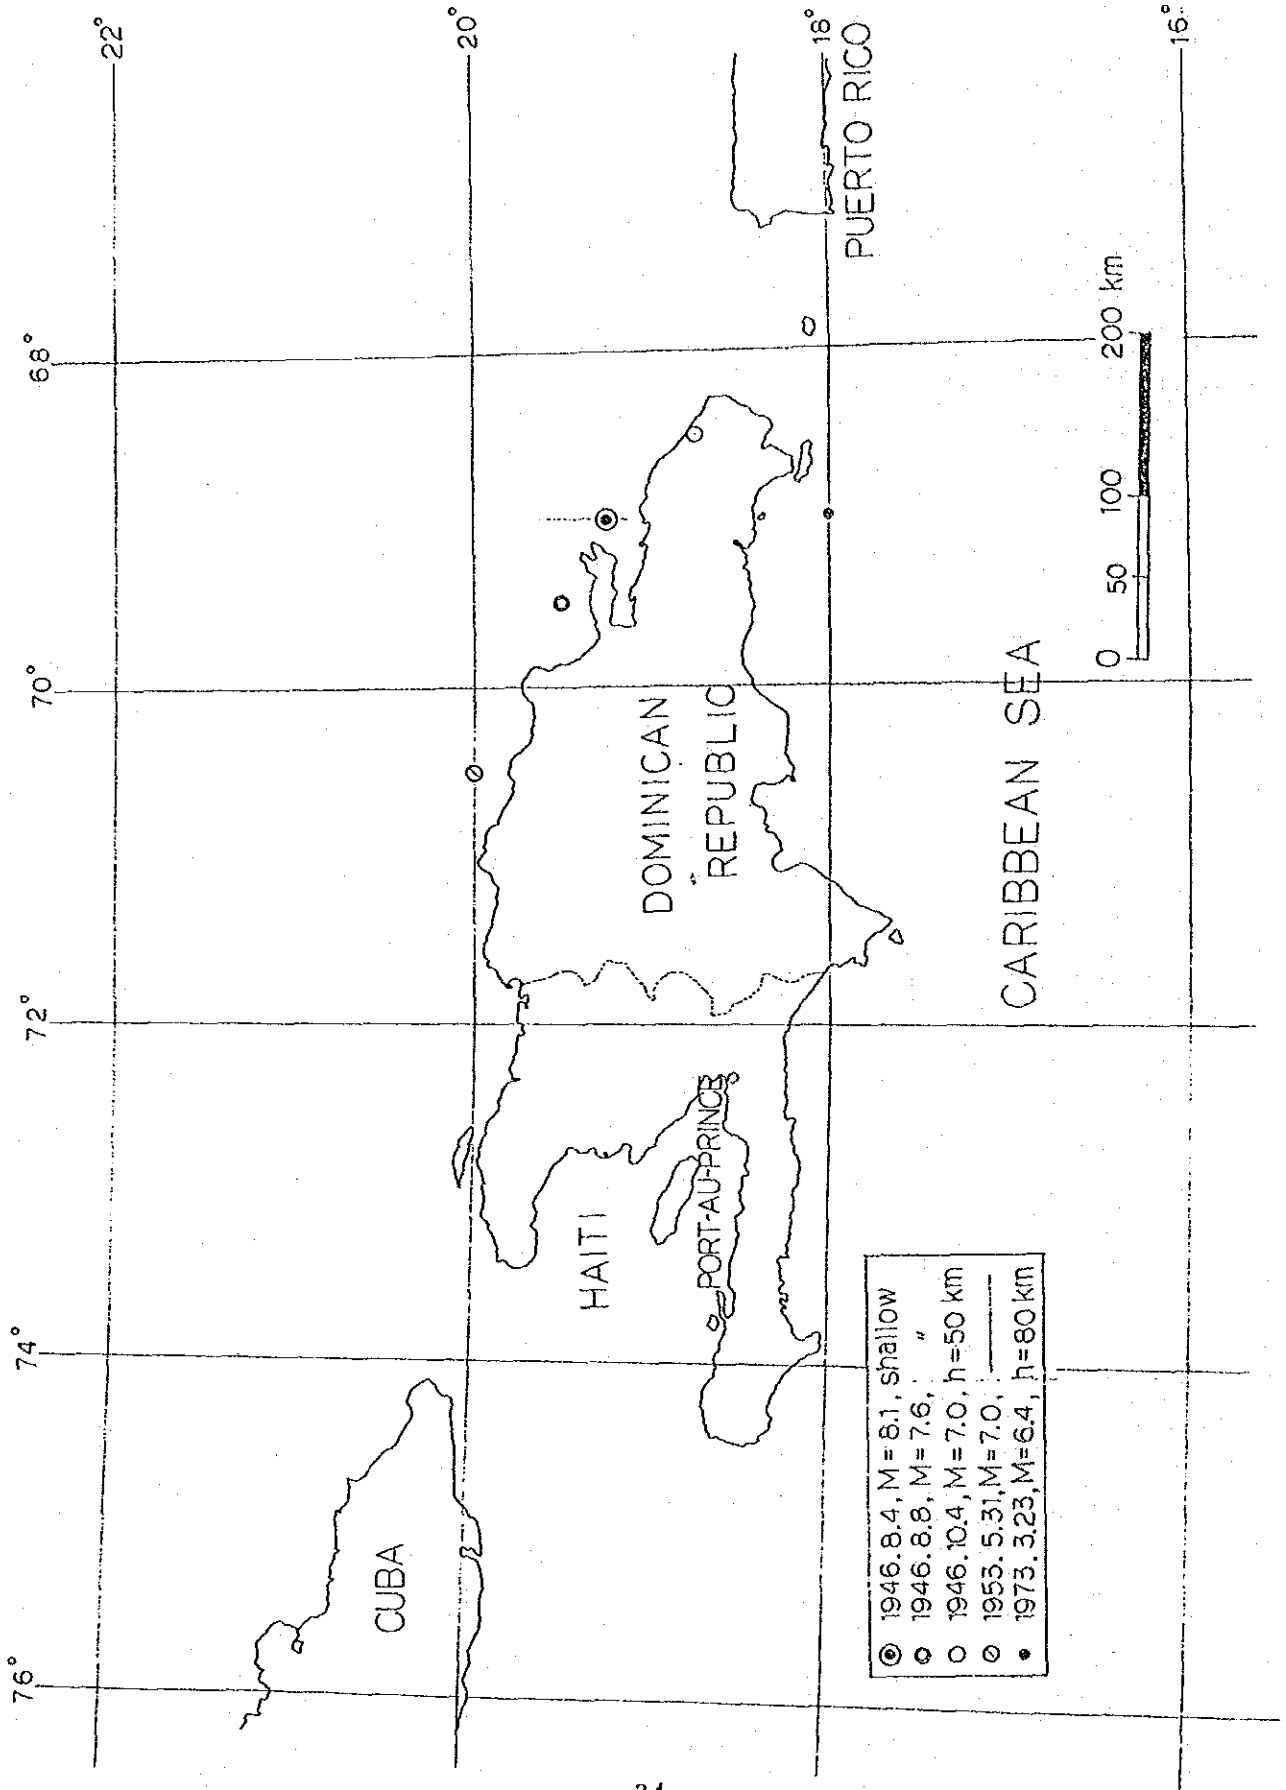 76°
74°
72°
70°
68°
22°
20°
18°
16°
CUBA
HAITI
PORT-AU-PRINCE
DOMINICAN
REPUBLIC
PUERTO RICO
CARIBBEAN SEA
0 50 100 200 km
1946.8.4, M=8.1, shallow
1946.8.8, M=7.6, "
1946.10.4, M=7.0, h=50 km
1953.5.31, M=7.0, ———
1973.3.23, M=6.4, h=80 km